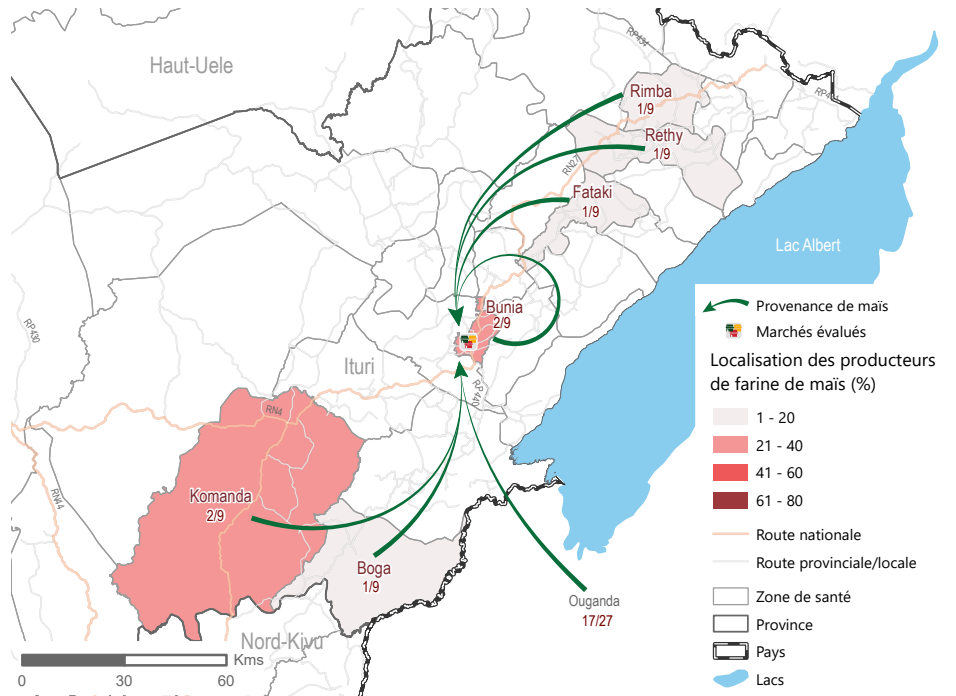 Haut-Uele
RP434
Rimba
1/9
Rethy
1/9
RN27
Fataki
1/9
Lac Albert
Bunia
2/9
RP430
Ituri
RP440
RN4
Komanda
2/9
RN44
Boga
1/9
Ouganda
17/27
Nord-Kivu
Kms
0 30 60
Provenance de maïs
Marchés évalués
Localisation des producteurs
de farine de maïs (%)
1 - 20
21 - 40
41 - 60
61 - 80
Route nationale
Route provinciale/locale
Zone de santé
Province
Pays
Lacs